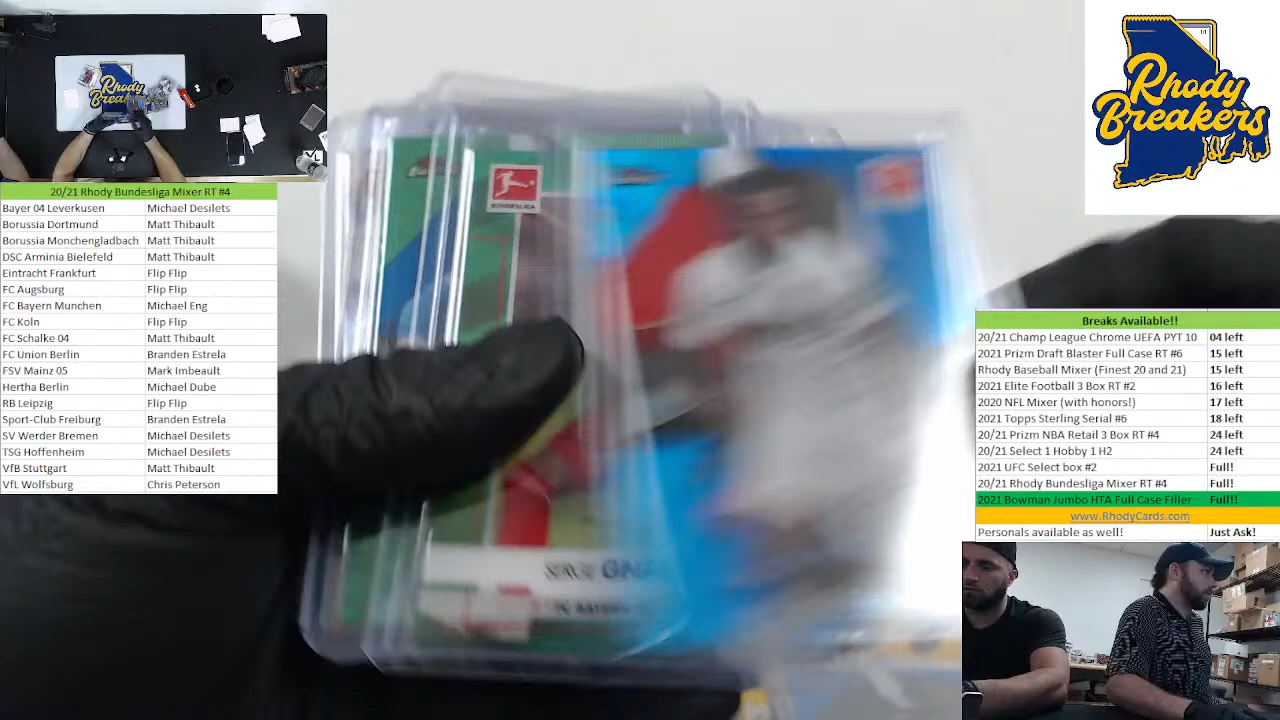 Rhody
Breakers
Rhody
Breakers
1/1
20/21 Rhody Bundesliga Mixer RT #4
Bayer 04 Leverkusen Michael Desilets
Borussia Dortmund Matt Thibault
Borussia Monchengladbach Matt Thibault
DSC Arminia Bielefeld Matt Thibault
Eintracht Frankfurt Flip Flip
FC Augsburg Flip Flip
FC Bayern Munchen Michael Eng
FC Koln Flip Flip
FC Schalke 04 Matt Thibault
FC Union Berlin Branden Estrela
FSV Mainz 05 Mark Imbeault
Hertha Berlin Michael Dube
RB Leipzig Flip Flip
Sport-Club Freiburg Branden Estrela
SV Werder Bremen Michael Desilets
TSG Hoffenheim Michael Desilets
VfB Stuttgart Matt Thibault
VfL Wolfsburg Chris Peterson
BUNDESLIGA
FC BAYERN
Breaks Available!!
20/21 Champ League Chrome UEFA PYT 10 04 left
2021 Prizm Draft Blaster Full Case RT #6 15 left
Rhody Baseball Mixer (Finest 20 and 21) 15 left
2021 Elite Football 3 Box RT #2 16 left
2020 NFL Mixer (with honors!) 17 left
2021 Topps Sterling Serial #6 18 left
20/21 Prizm NBA Retail 3 Box RT #4 24 left
20/21 Select 1 Hobby 1 H2 24 left
2021 UFC Select box #2 Full!
20/21 Rhody Bundesliga Mixer RT #4 Full!
2021 Bowman Jumbo HTA Full Case Filler Full!!
www.RhodyCards.com
Personals available as well! Just Ask!